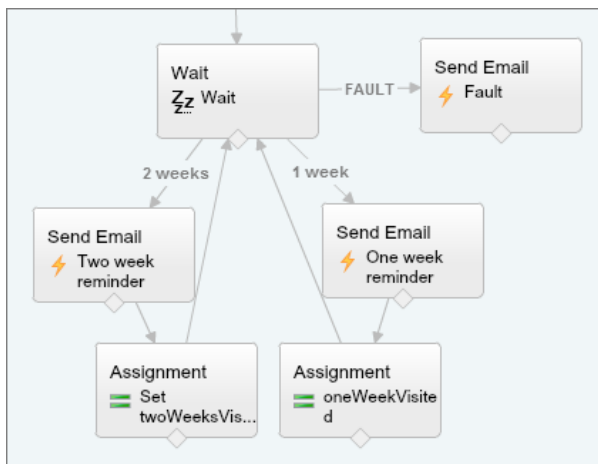 Wait
Zzz... Wait
FAULT
Send Email
Fault
2 weeks
1 week
Send Email
Two week
reminder
Send Email
One week
reminder
Assignment
Set
twoWeeksVis...
Assignment
oneWeekVisite
d